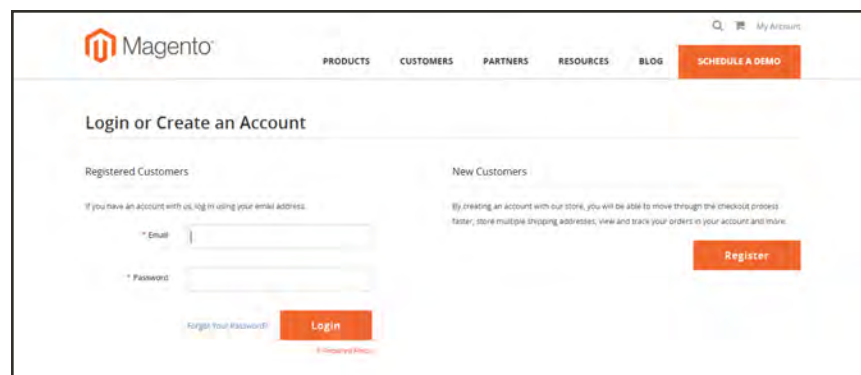 My Account
Magento
PRODUCTS CUSTOMERS PARTNERS RESOURCES BLOG SCHEDULE A DEMO
Login or Create an Account
Registered Customers
If you have an account with us, log in using your email address.
* Email
* Password
Forgot Your Password?
Login
* Required Fields
New Customers
By creating an account with our store, you will be able to move through the checkout process
faster, store multiple shipping addresses, view and track your orders in your account and more.
Register